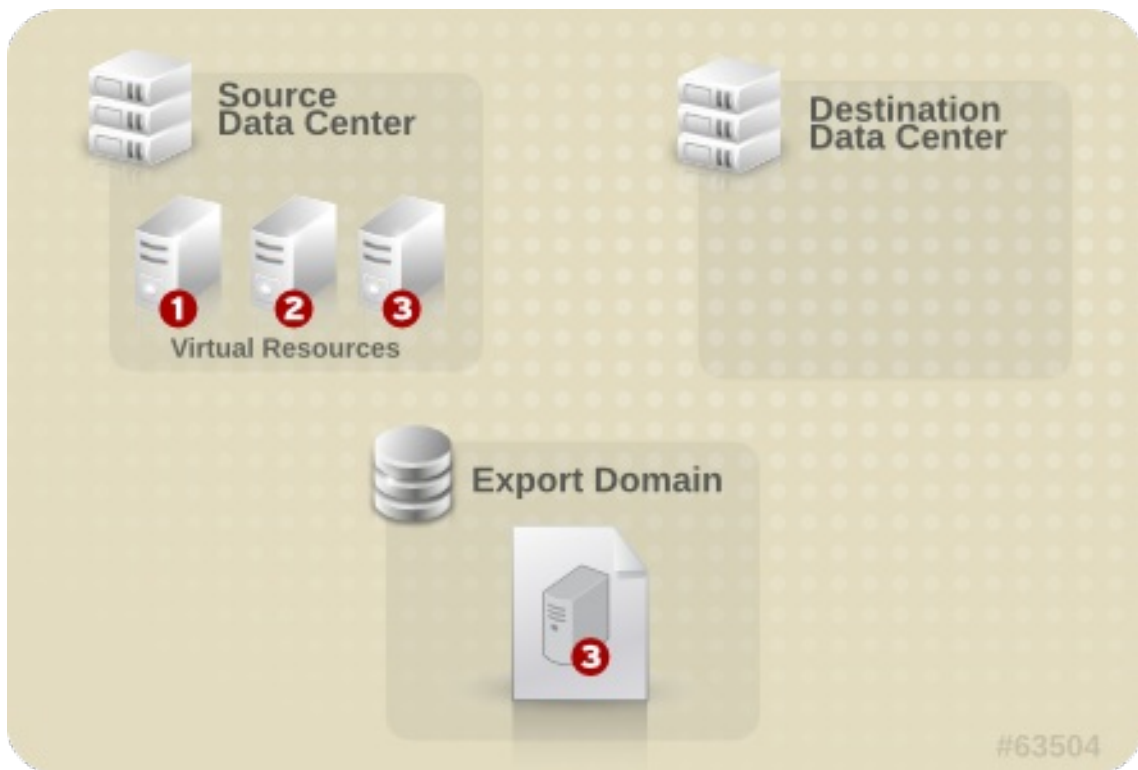 Source
Data Center
Destination
Data Center
1
2
3
Virtual Resources
Export Domain
3
#63504